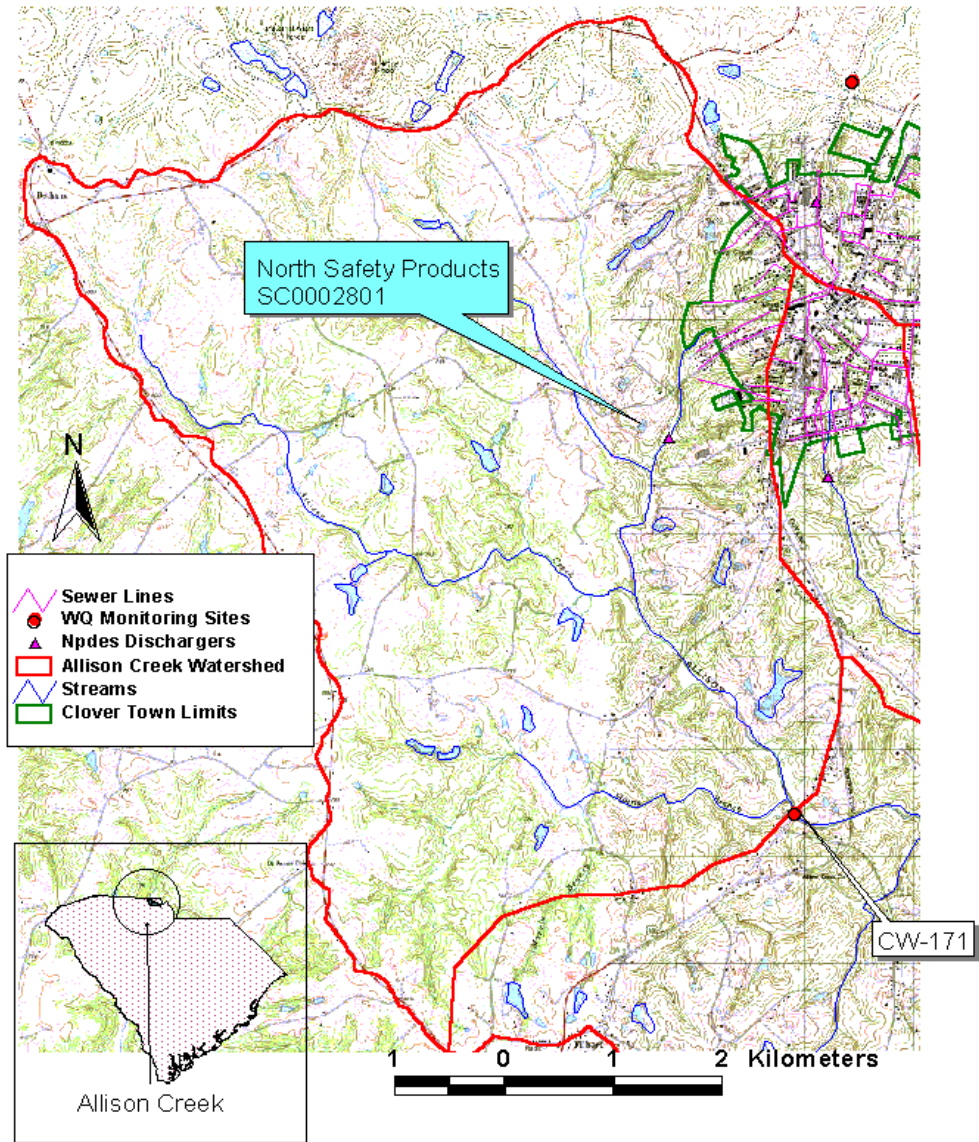 North Safety Products
SC0002801
N
Sewer Lines
WQ Monitoring Sites
Npdes Dischargers
Allison Creek Watershed
Streams
Clover Town Limits
Allison
CW-171
1 0 1 2 Kilometers
Allison Creek